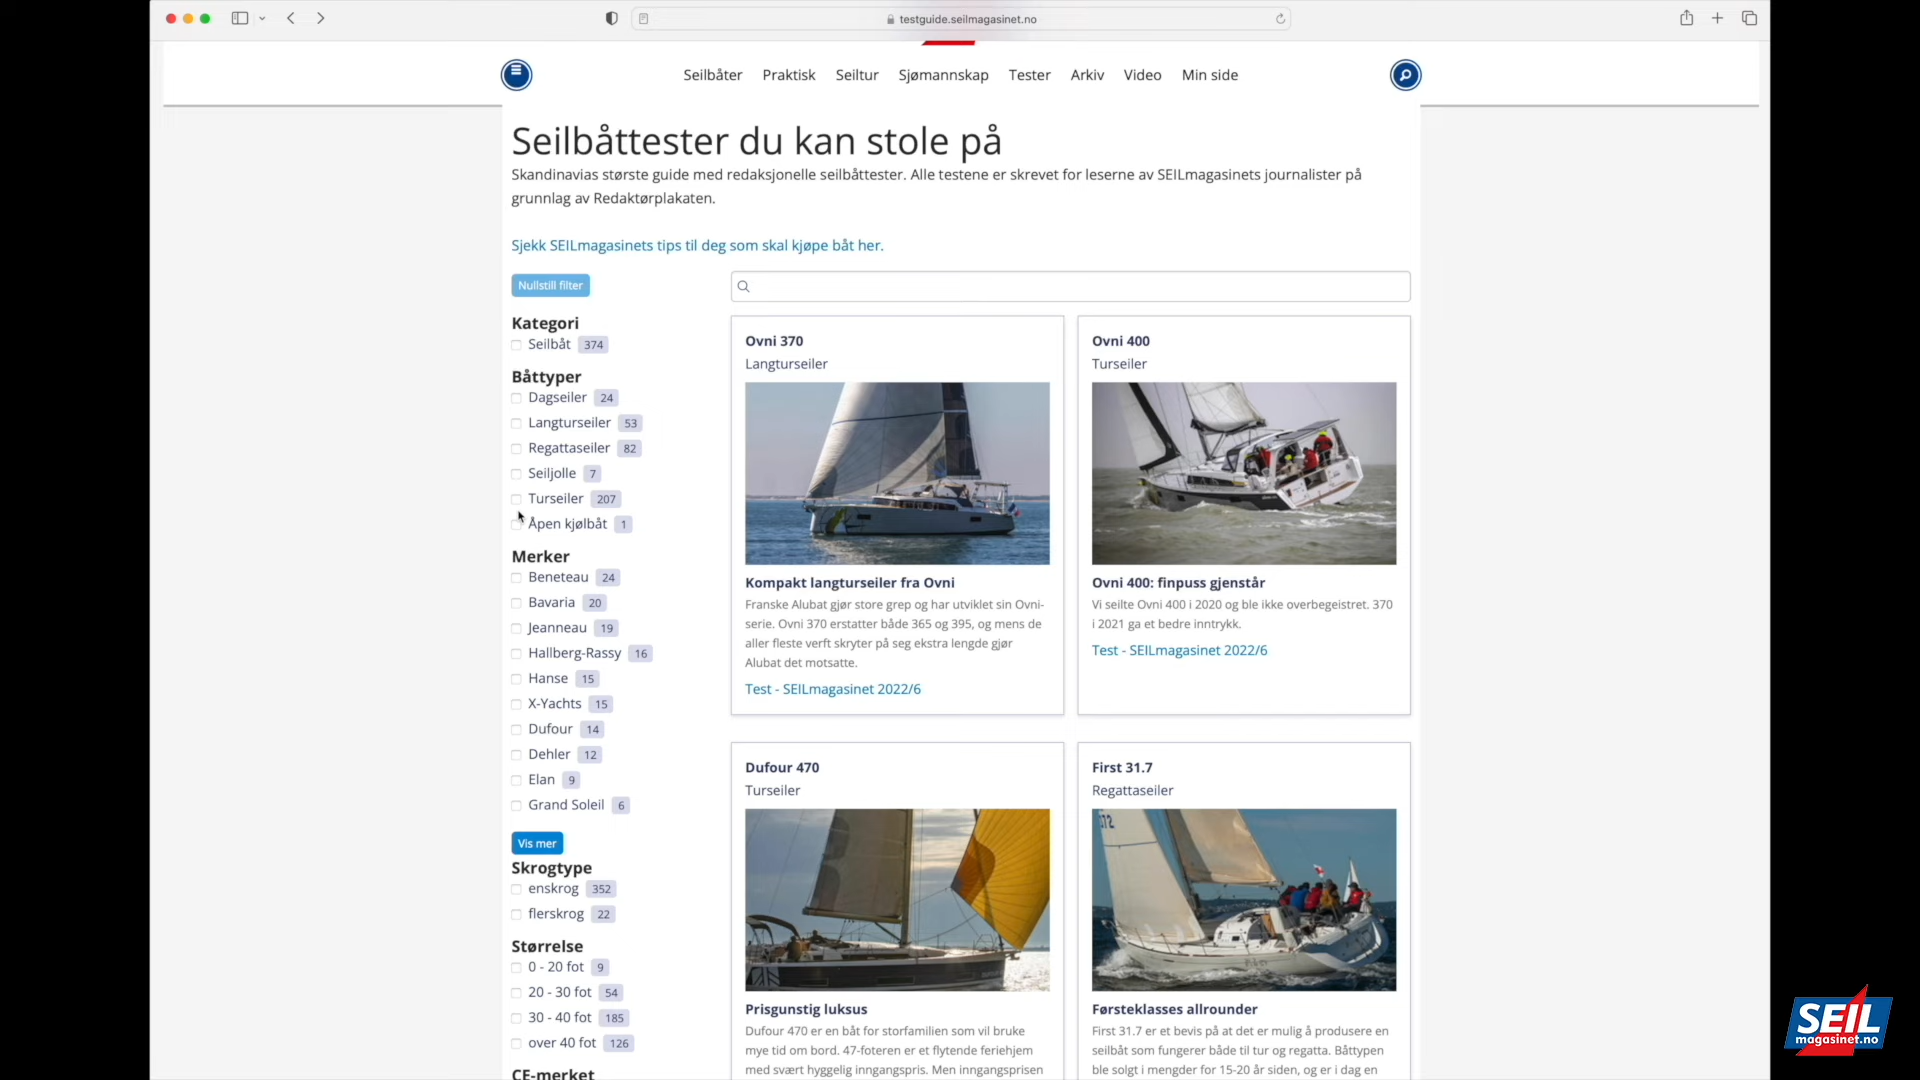 testguide.seilmagasinet.no
Seilbåter Praktisk Seiltur Sjømannskap Tester Arkiv Video Min side
Seilbåttester du kan stole på
Skandinavias største guide med redaksjonelle seilbåttester. Alle testene er skrevet for leserne av SEILmagasinets journalister på
grunnlag av Redaktørplakaten.
Sjekk SEILmagasinets tips til deg som skal kjøpe båt her.
Nullstill filter
Kategori
Seilbåt 374
Båttyper
Dagseiler 24
Langturseiler 53
Regattaseiler 82
Seiljolle 7
Turseiler 207
Åpen kjølbåt 1
Merker
Beneteau 24
Bavaria 20
Jeanneau 19
Hallberg-Rassy 16
Hanse 15
X-Yachts 15
Dufour 14
Dehler 12
Elan 9
Grand Soleil 6
Vis mer
Skrogtype
enskrog 352
flerskrog 22
Størrelse
0 - 20 fot 9
20 - 30 fot 54
30 - 40 fot 185
over 40 fot 126
CE-merket
Ovni 370
Langturseiler
Kompakt langturseiler fra Ovni
Franske Alubat gjør store grep og har utviklet sin Ovni-
serie. Ovni 370 erstatter både 365 og 395, og mens de
aller fleste verft skryter på seg ekstra lengde gjør
Alubat det motsatte.
Test - SEILmagasinet 2022/6
Ovni 400
Turseiler
Ovni 400: finpuss gjenstår
Vi seilte Ovni 400 i 2020 og ble ikke overbegeistret. 370
i 2021 ga et bedre inntrykk.
Test - SEILmagasinet 2022/6
Dufour 470
Turseiler
Prisgunstig luksus
Dufour 470 er en båt for storfamilien som vil bruke
mye tid om bord. 47-foteren er et flytende feriehjem
med svært hyggelig inngangspris. Men inngangsprisen
First 31.7
Regattaseiler
272
Førsteklasses allrounder
First 31.7 er et bevis på at det er mulig å produsere en
seilbåt som fungerer både til tur og regatta. Båttypen
ble solgt i mengder for 15-20 år siden, og er i dag en
SEIL
magasinet.no